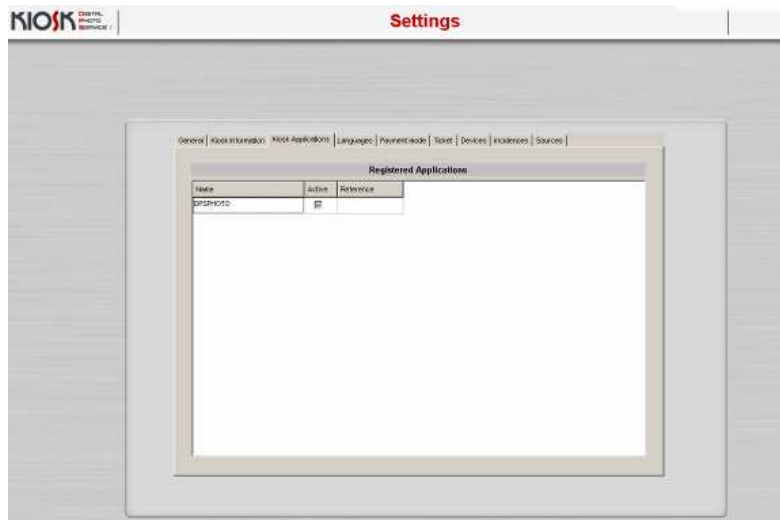 KIOSK DIGITAL PHOTO SERVICE
Settings
General Kiosk Information Kiosk Applications Languages Payment mode Ticket Devices Incidences Sources
Registered Applications
Name Active Reference
DPSPHOTO